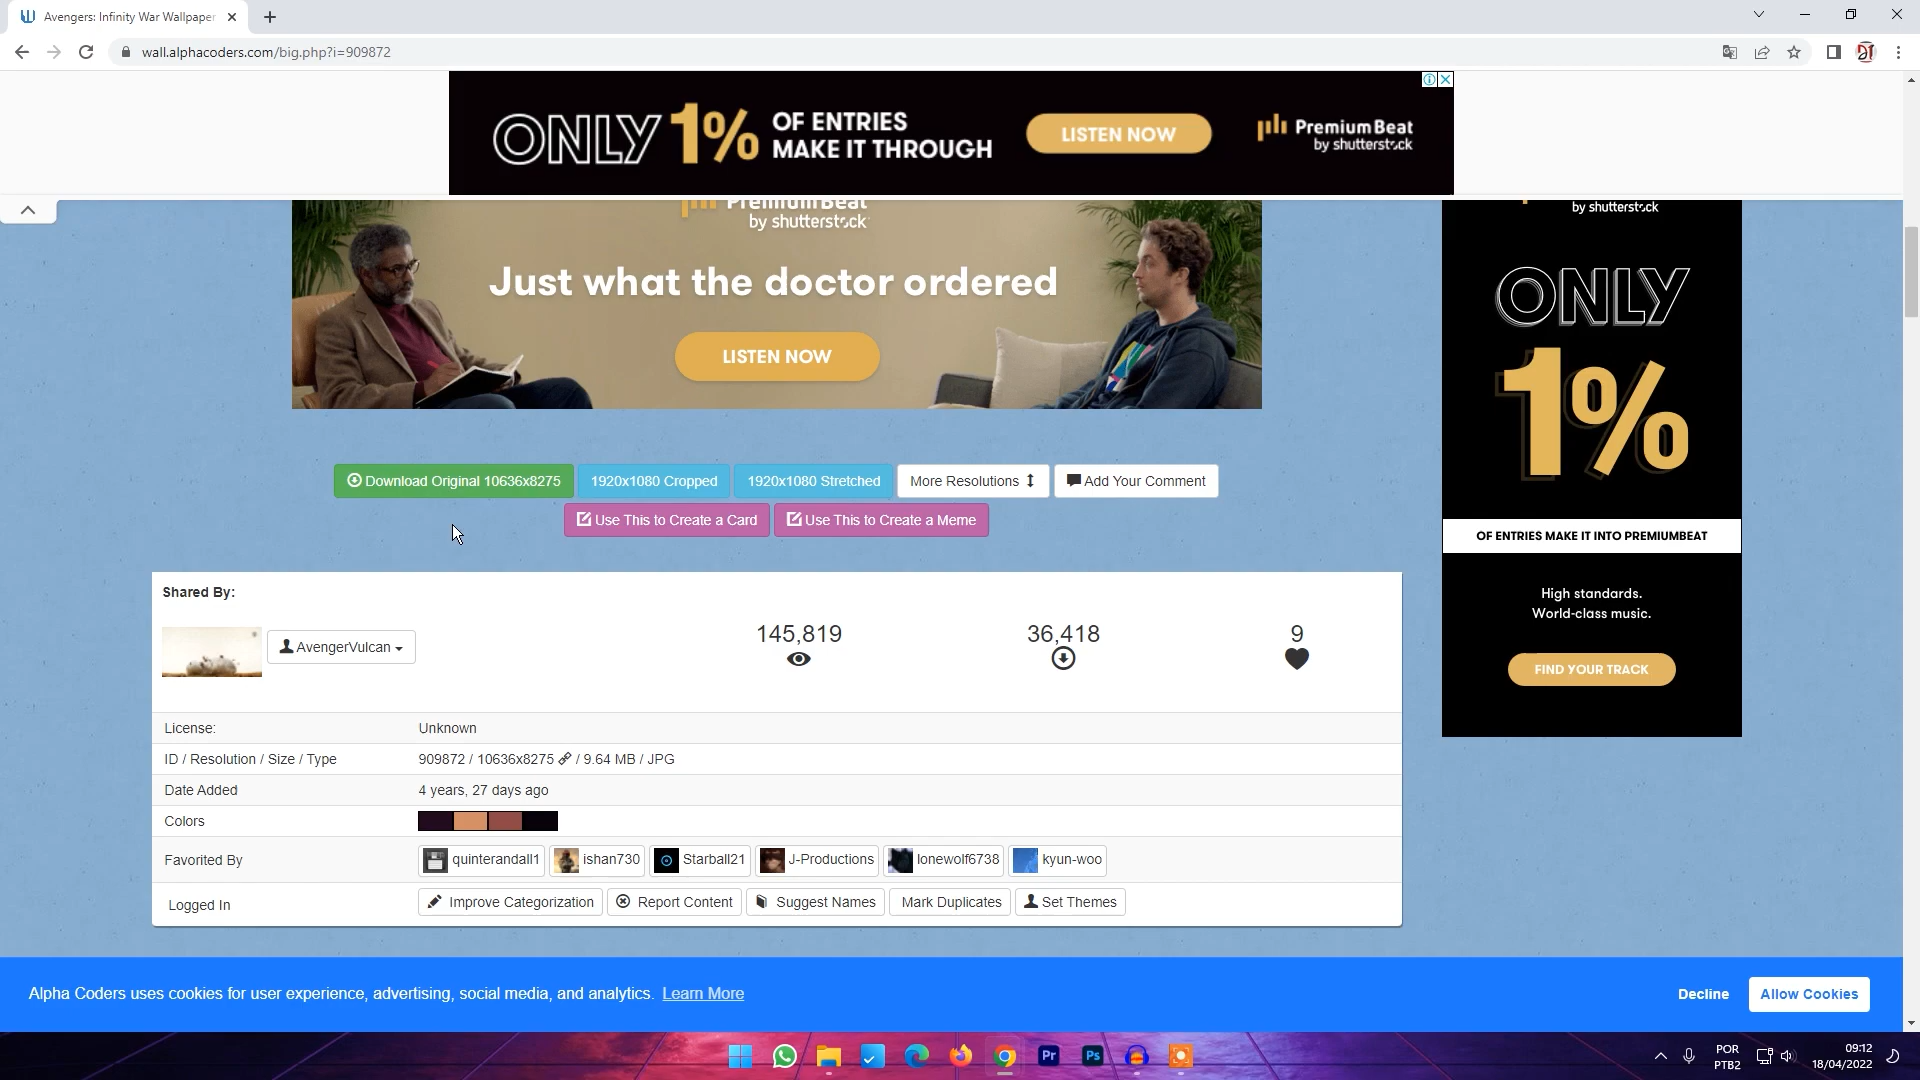 Avengers: Infinity War Wallpaper
wall.alphacoders.com/big.php?i=909872
ONLY 1% OF ENTRIES MAKE IT THROUGH
LISTEN NOW
PremiumBeat
by shutterstock
PremiumBeat
by shutterstock
Just what the doctor ordered
LISTEN NOW
by shutterstock
ONLY
1%
OF ENTRIES MAKE IT INTO PREMIUMBEAT
High standards.
World-class music.
FIND YOUR TRACK
Download Original 10636x8275 1920x1080 Cropped 1920x1080 Stretched More Resolutions Add Your Comment
Use This to Create a Card Use This to Create a Meme
Shared By:
AvengerVulcan
145,819 36,418 9
License: Unknown
ID / Resolution / Size / Type 909872 / 10636x8275 / 9.64 MB / JPG
Date Added 4 years, 27 days ago
Colors
Favorited By quinterandall1 ishan730 Starball21 J-Productions lonewolf6738 kyun-woo
Logged In Improve Categorization Report Content Suggest Names Mark Duplicates Set Themes
Alpha Coders uses cookies for user experience, advertising, social media, and analytics. Learn More Decline Allow Cookies
Pr Ps
POR
PTB2
09:12
18/04/2022